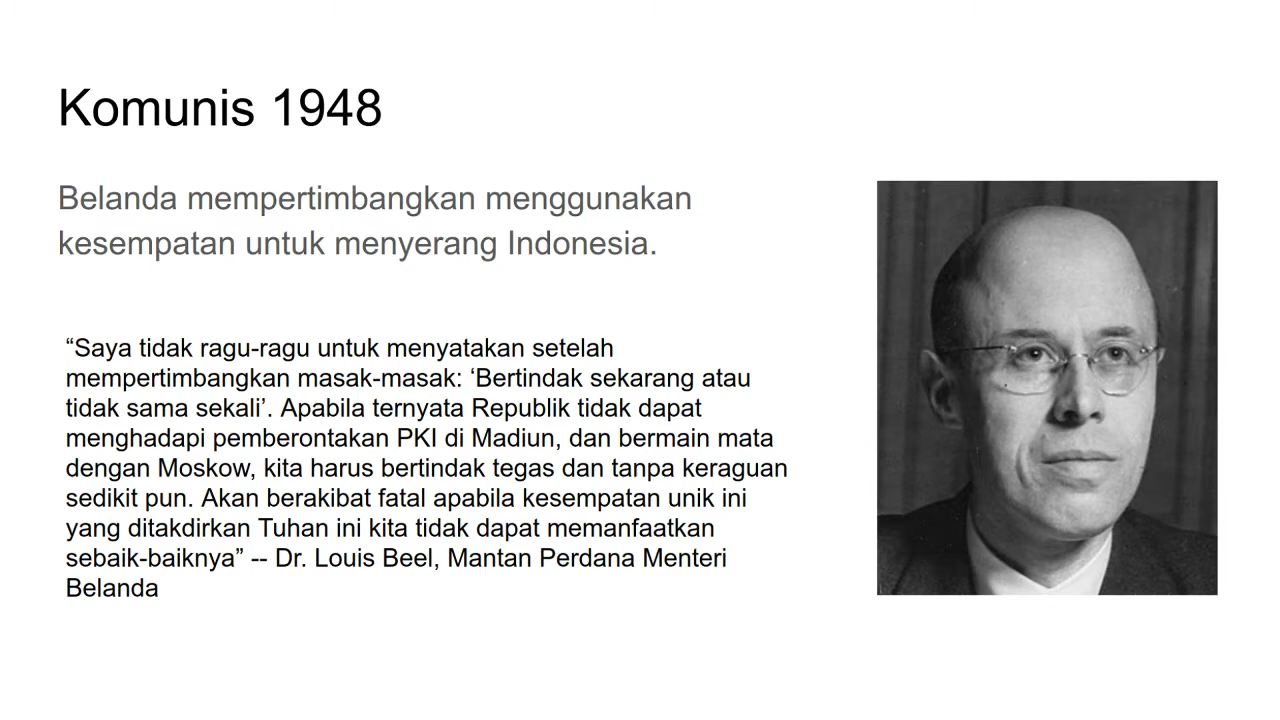 Komunis 1948
Belanda mempertimbangkan menggunakan
kesempatan untuk menyerang Indonesia.
“Saya tidak ragu-ragu untuk menyatakan setelah
mempertimbangkan masak-masak: ‘Bertindak sekarang atau
tidak sama sekali’. Apabila ternyata Republik tidak dapat
menghadapi pemberontakan PKI di Madiun, dan bermain mata
dengan Moskow, kita harus bertindak tegas dan tanpa keraguan
sedikit pun. Akan berakibat fatal apabila kesempatan unik ini
yang ditakdirkan Tuhan ini kita tidak dapat memanfaatkan
sebaik-baiknya” -- Dr. Louis Beel, Mantan Perdana Menteri
Belanda